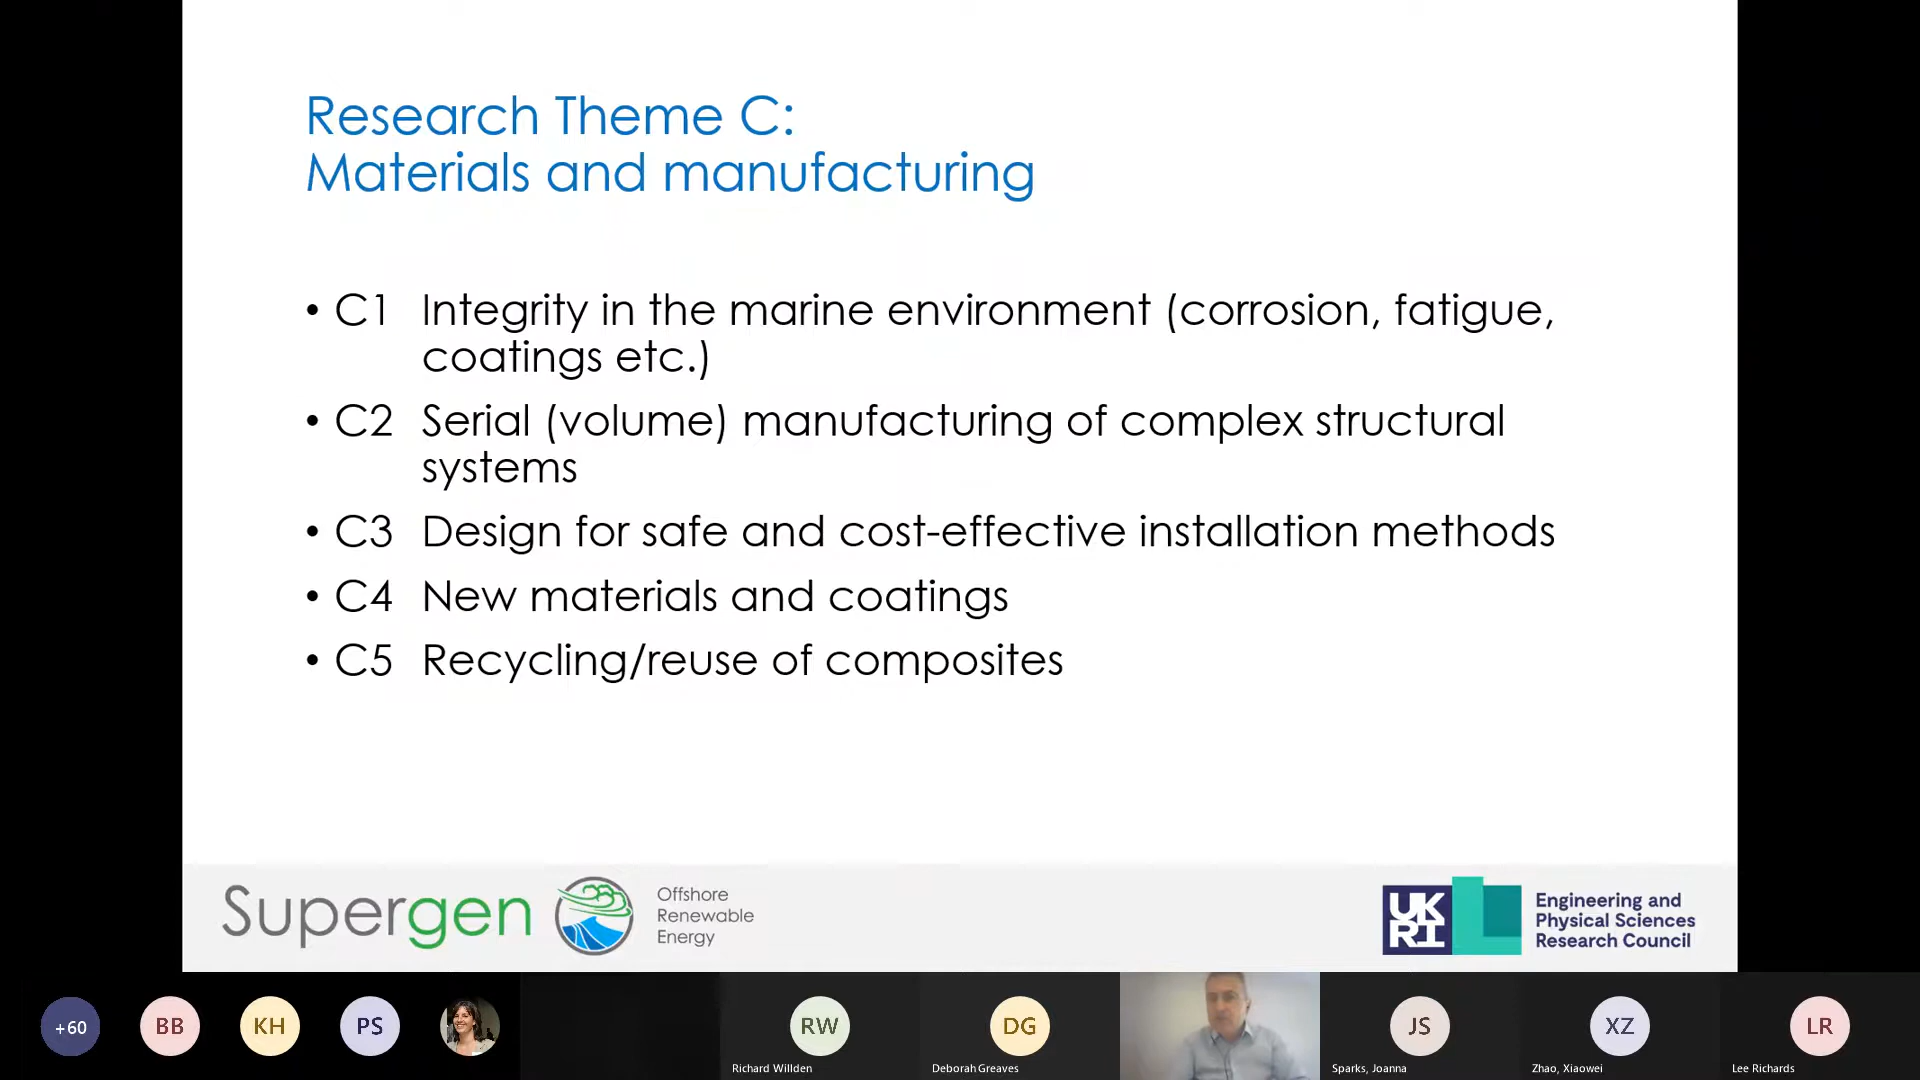 Research Theme C:
Materials and manufacturing
• C1 Integrity in the marine environment (corrosion, fatigue,
coatings etc.)
• C2 Serial (volume) manufacturing of complex structural
systems
• C3 Design for safe and cost-effective installation methods
• C4 New materials and coatings
• C5 Recycling/reuse of composites
Supergen
Offshore
Renewable
Energy
UK
RI
Engineering and
Physical Sciences
Research Council
+60
BB
KH
PS
RW
Richard Willden
DG
Deborah Greaves
JS
Sparks, Joanna
XZ
Zhao, Xiaowei
LR
Lee Richards